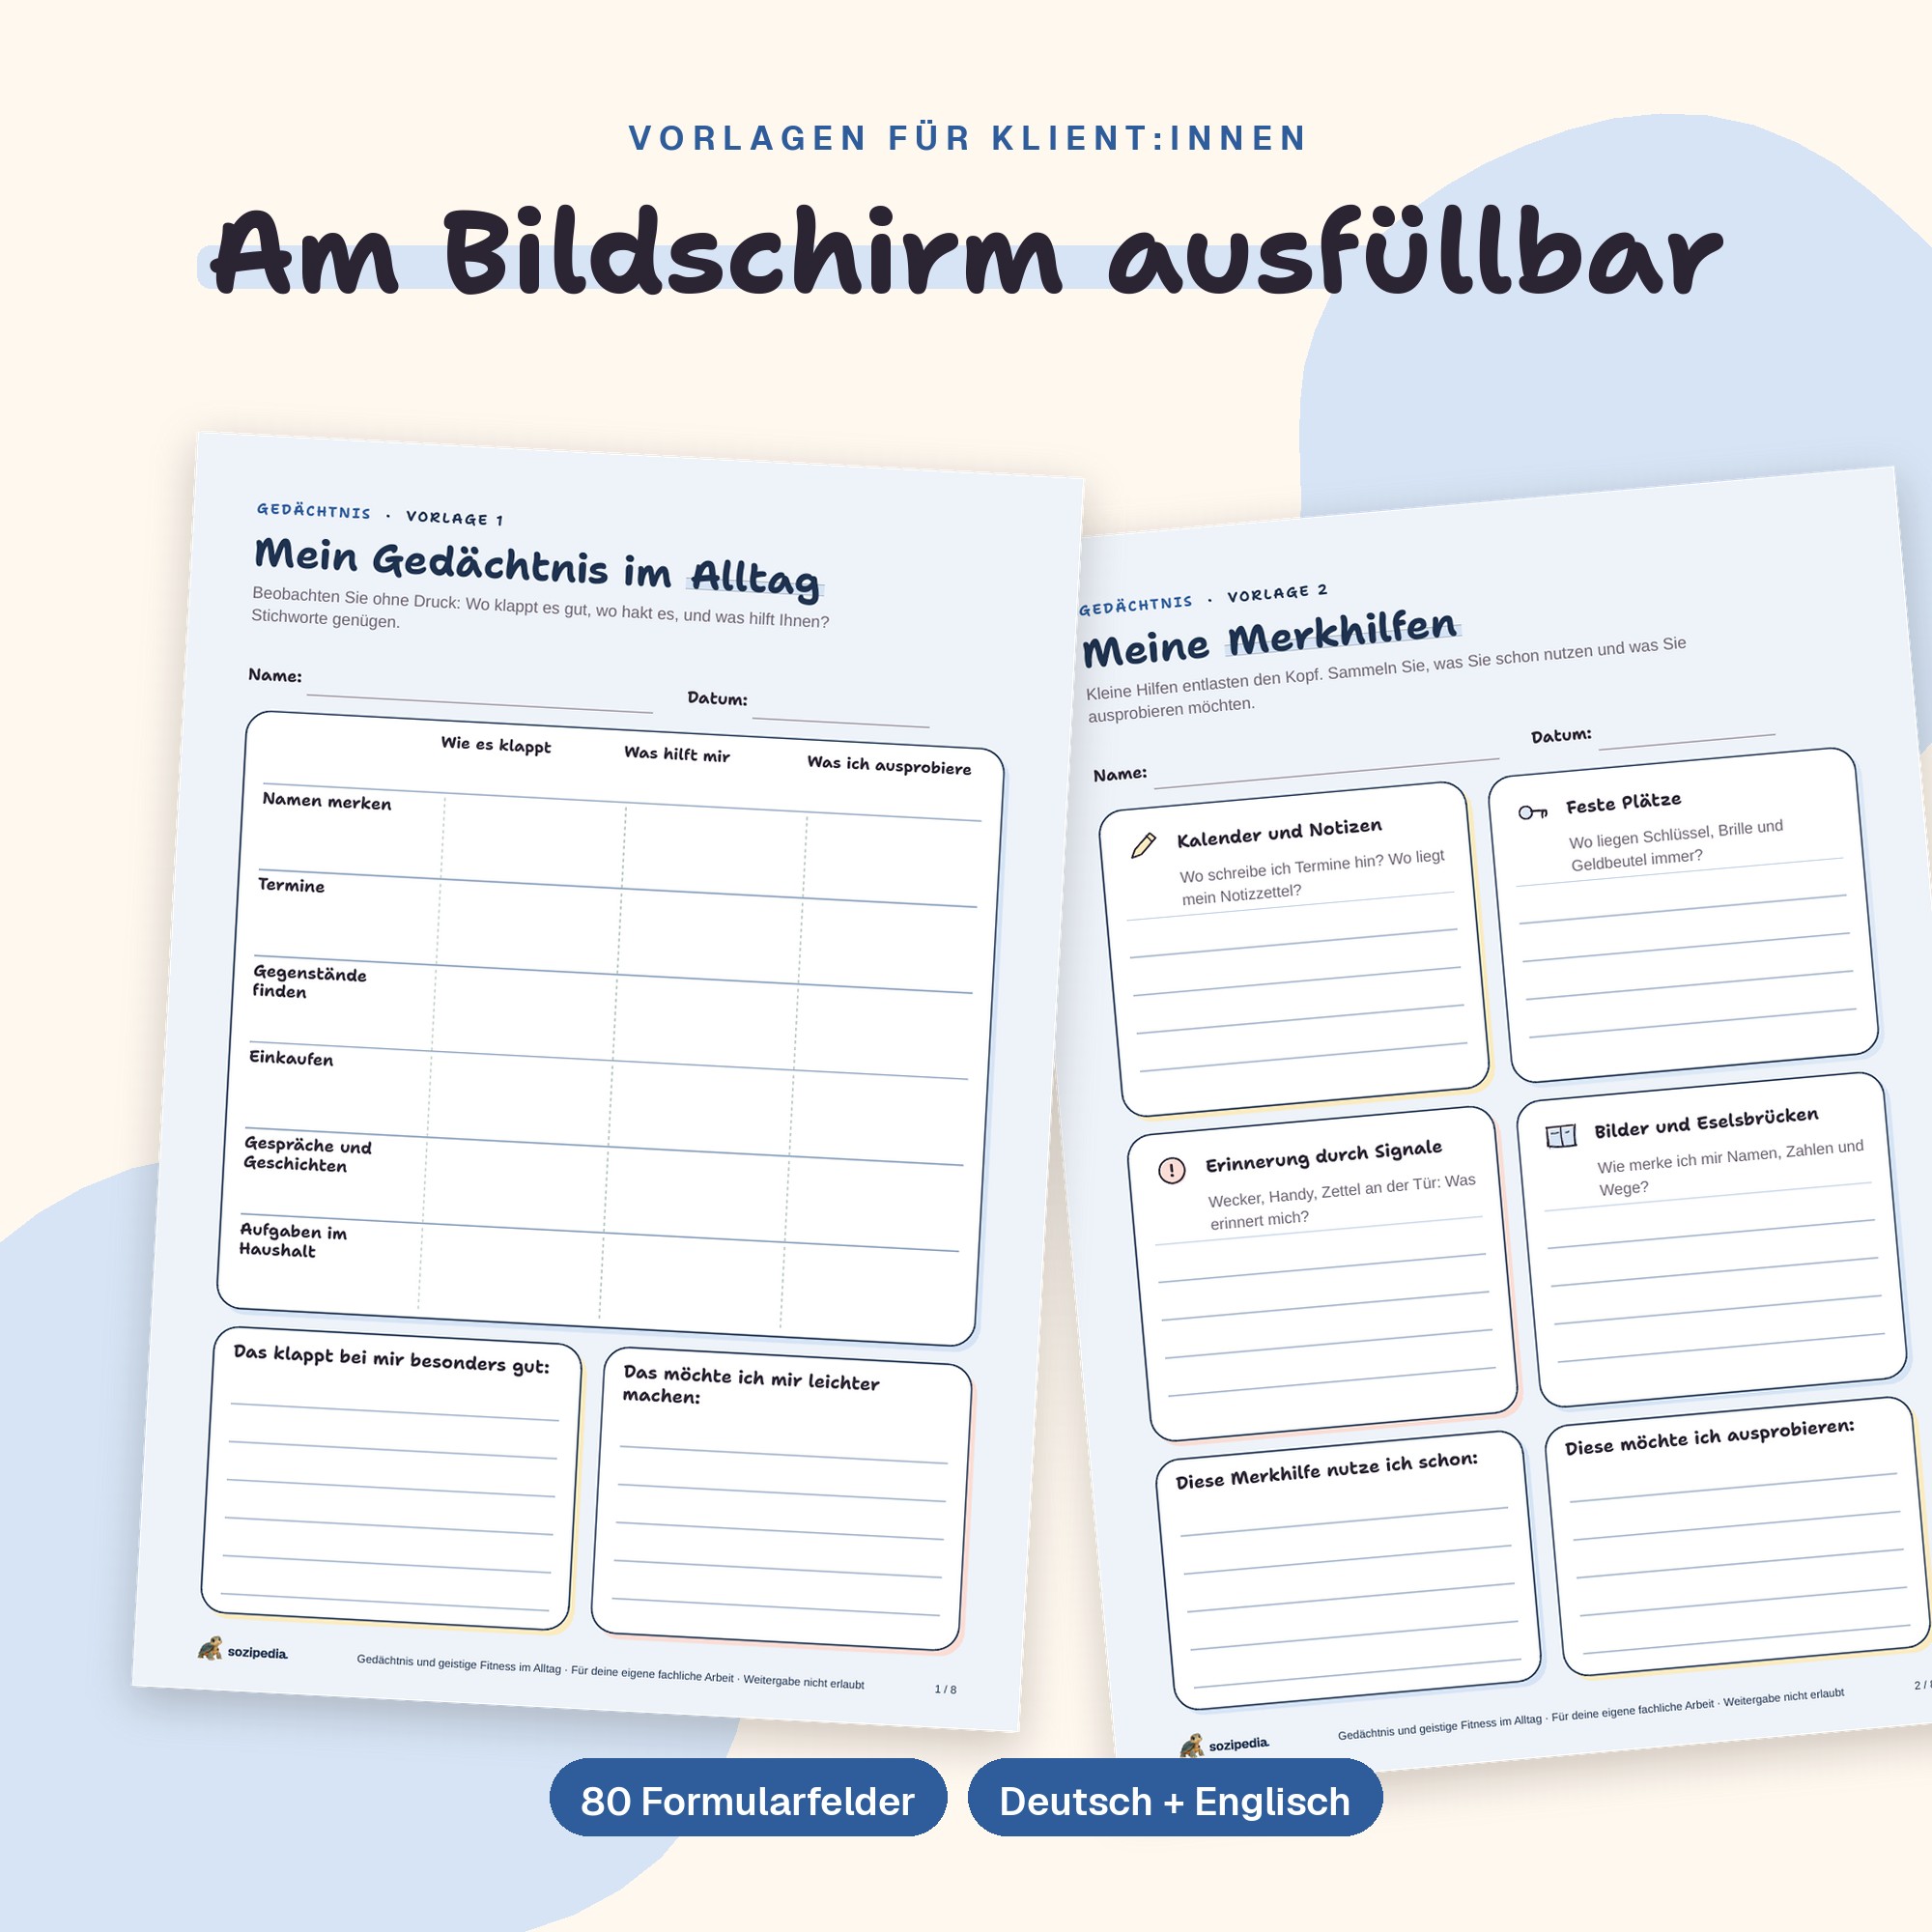 VORLAGEN FÜR KLIENT:INNEN
Am Bildschirm ausfüllbar
GEDÄCHTNIS · VORLAGE 1
Mein Gedächtnis im Alltag
Beobachten Sie ohne Druck: Wo klappt es gut, wo hakt es, und was hilft Ihnen?
Stichworte genügen.
Name:
Datum:
Wie es klappt
Was hilft mir
Was ich ausprobiere
Namen merken
Termine
Gegenstände
finden
Einkaufen
Gespräche und
Geschichten
Aufgaben im
Haushalt
Das klappt bei mir besonders gut:
Das möchte ich mir leichter
machen:
sozipedia.
Gedächtnis und geistige Fitness im Alltag · Für deine eigene fachliche Arbeit · Weitergabe nicht erlaubt
1 / 8
GEDÄCHTNIS · VORLAGE 2
Meine Merkhilfen
Kleine Hilfen entlasten den Kopf. Sammeln Sie, was Sie schon nutzen und was Sie
ausprobieren möchten.
Name:
Datum:
Kalender und Notizen
Wo schreibe ich Termine hin? Wo liegt
mein Notizzettel?
Feste Plätze
Wo liegen Schlüssel, Brille und
Geldbeutel immer?
Erinnerung durch Signale
Wecker, Handy, Zettel an der Tür: Was
erinnert mich?
Bilder und Eselsbrücken
Wie merke ich mir Namen, Zahlen und
Wege?
Diese Merkhilfe nutze ich schon:
Diese möchte ich ausprobieren:
sozipedia.
Gedächtnis und geistige Fitness im Alltag · Für deine eigene fachliche Arbeit · Weitergabe nicht erlaubt
2 / 8
80 Formularfelder
Deutsch + Englisch